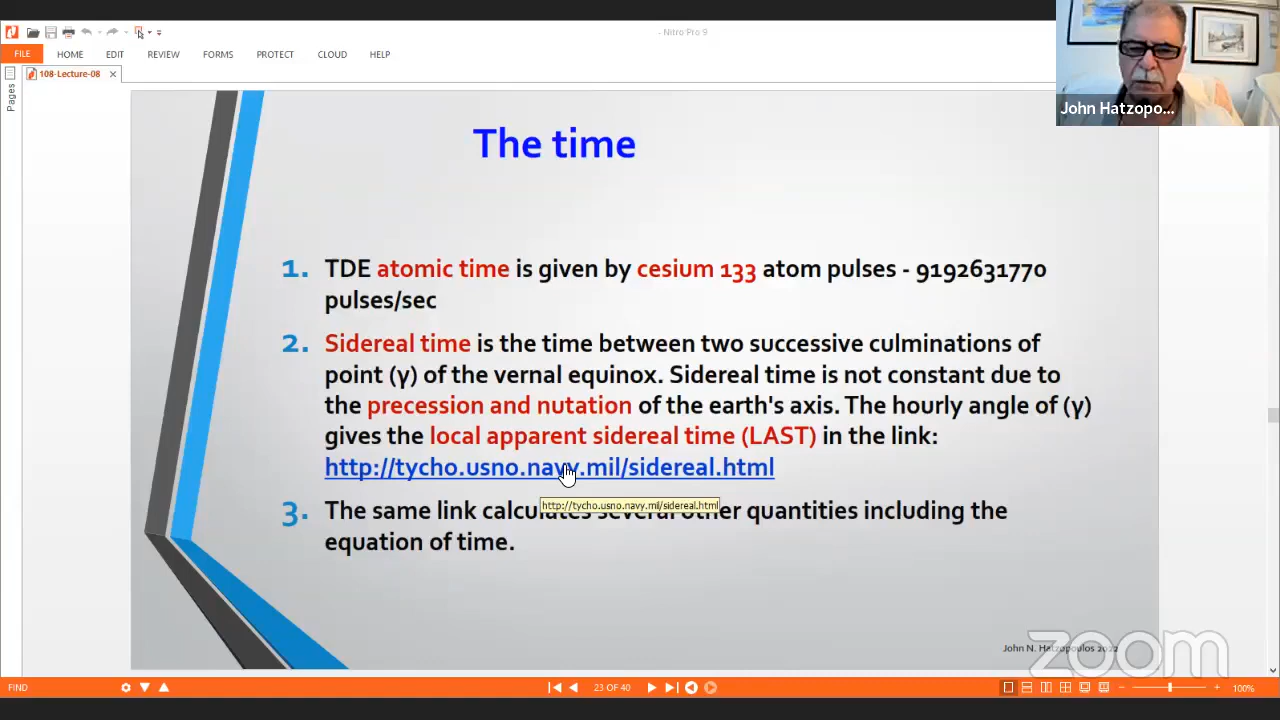 - Nitro Pro 9
FILE HOME EDIT REVIEW FORMS PROTECT CLOUD HELP
108-Lecture-08
Pages
John Hatzopo...
The time
1. TDE atomic time is given by cesium 133 atom pulses - 9192631770
pulses/sec
2. Sidereal time is the time between two successive culminations of
point (γ) of the vernal equinox. Sidereal time is not constant due to
the precession and nutation of the earth's axis. The hourly angle of (γ)
gives the local apparent sidereal time (LAST) in the link:
http://tycho.usno.navy.mil/sidereal.html
http://tycho.usno.navy.mil/sidereal.html
3. The same link calculates several other quantities including the
equation of time.
John N. Hatzopoulos
zoom
FIND
23 OF 40
100%